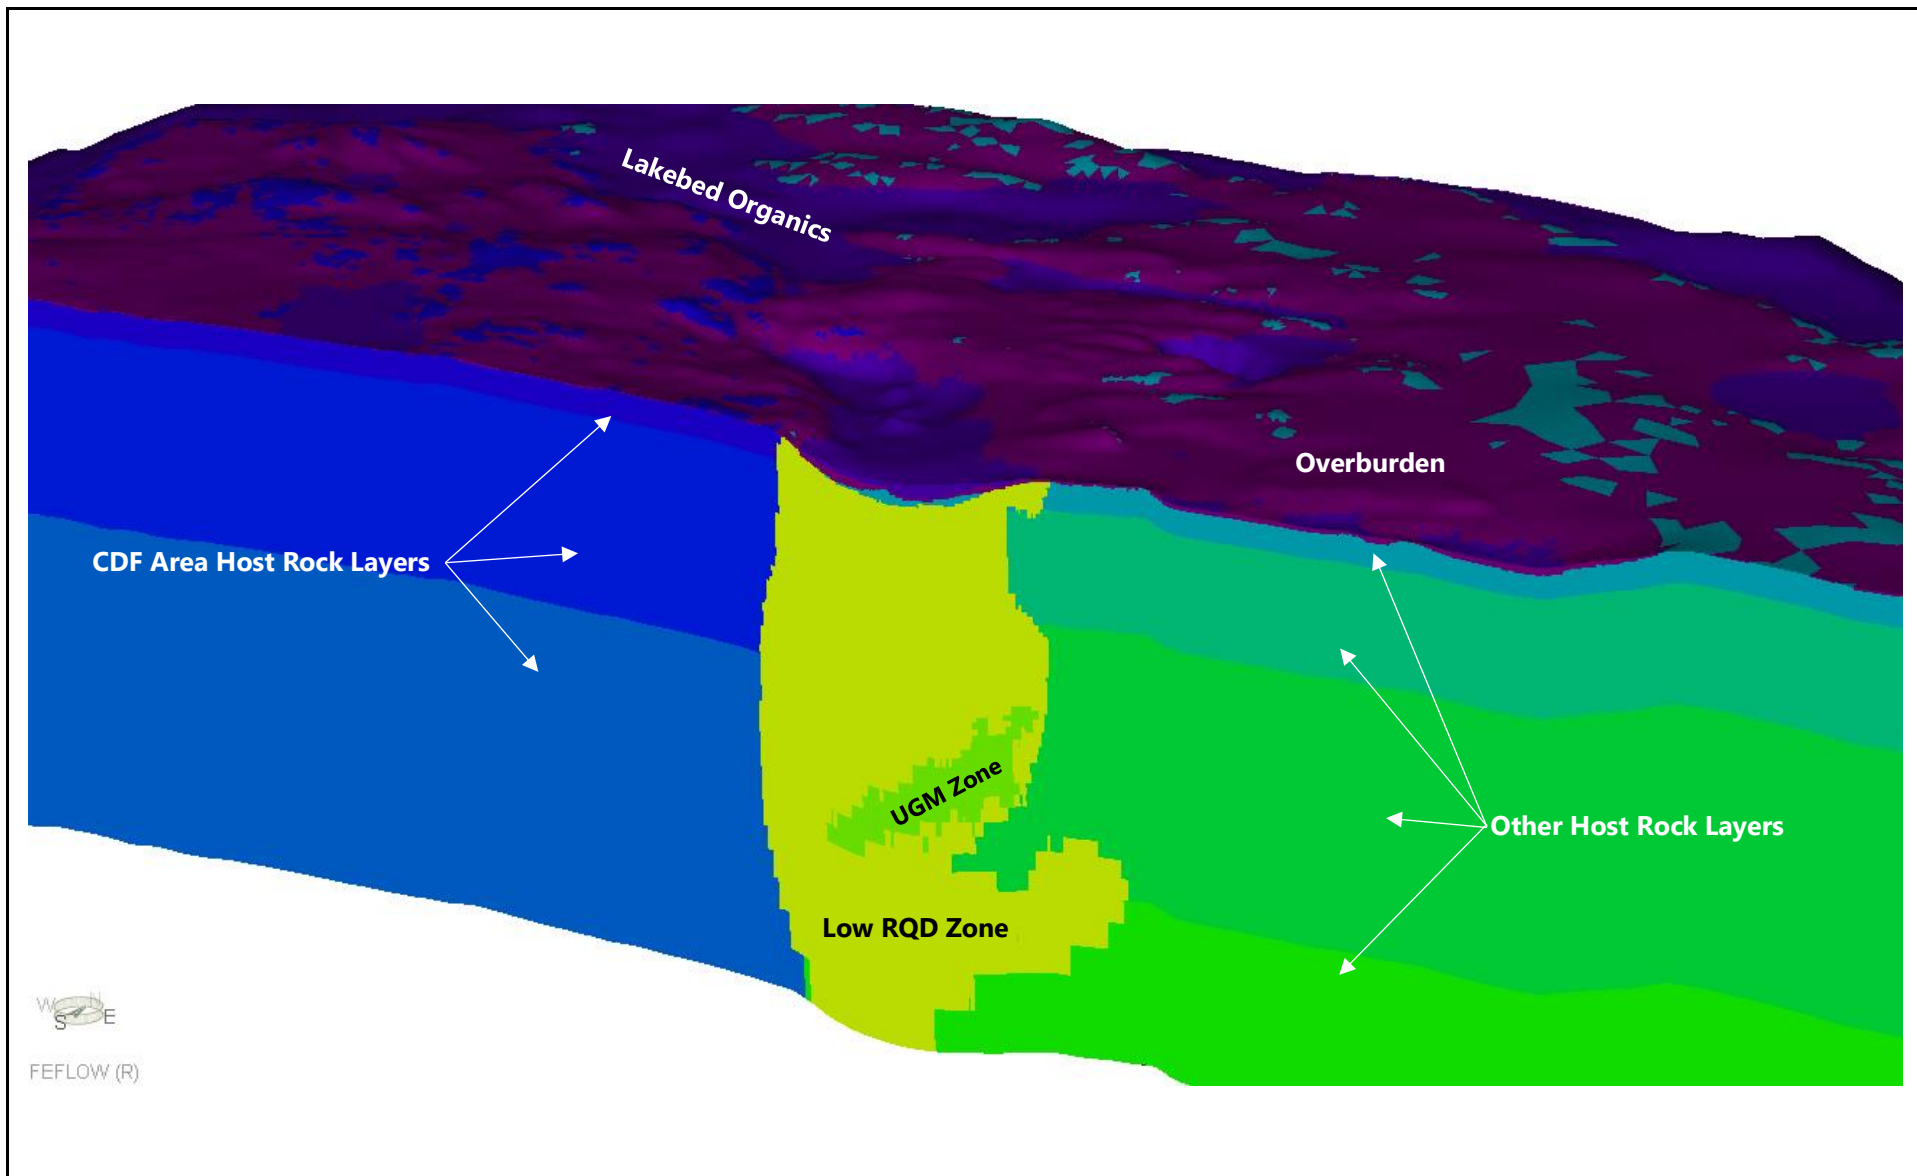 Lakebed Organics
Overburden
CDF Area Host Rock Layers
UGM Zone
Other Host Rock Layers
Low RQD Zone
W N
S E
FEFLOW (R)